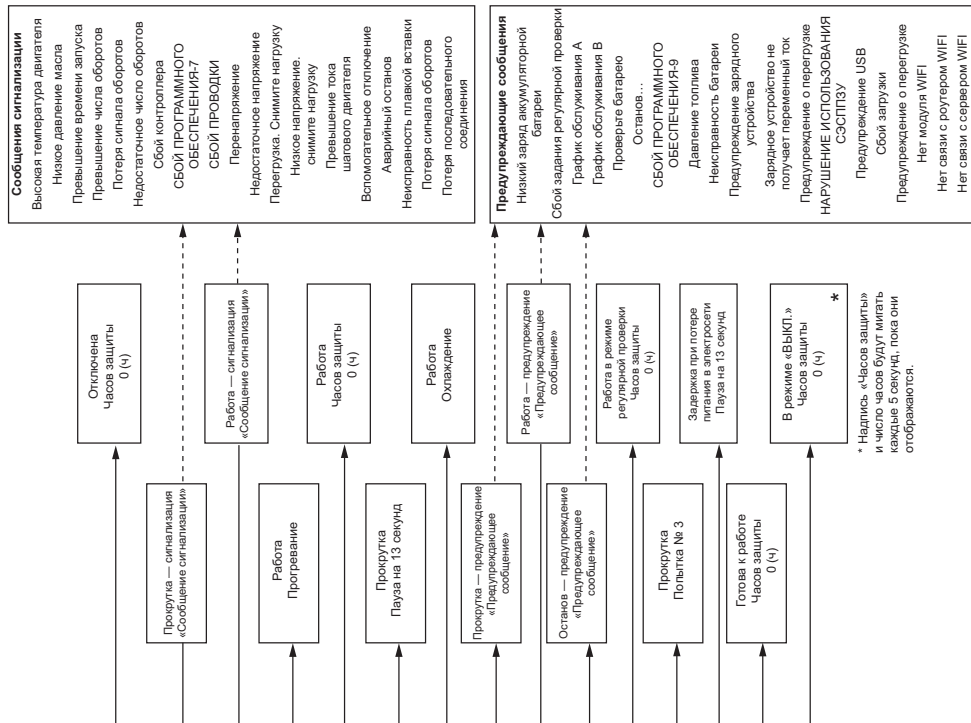 Сообщения сигнализации
Высокая температура двигателя
Низкое давление масла
Превышение времени запуска
Превышение числа оборотов
Потеря сигнала оборотов
Недостаточное число оборотов
Сбой контроллера
СБОЙ ПРОГРАММНОГО
ОБЕСПЕЧЕНИЯ-7
СБОЙ ПРОВОДКИ
Перенапряжение
Недостаточное напряжение
Перегрузка. Снимите нагрузку
Низкое напряжение.
снимите нагрузку
Превышение тока
шагового двигателя
Вспомогательное отключение
Аварийный останов
Неисправность плавкой вставки
Потеря сигнала оборотов
Потеря последовательного
соединения
Предупреждающие сообщения
Низкий заряд аккумуляторной
батареи
Сбой задания регулярной проверки
График обслуживания A
График обслуживания B
Проверьте батарею
Останов...
СБОЙ ПРОГРАММНОГО
ОБЕСПЕЧЕНИЯ-9
Давление топлива
Неисправность батареи
Предупреждение зарядного
устройства
Зарядное устройство не
получает переменный ток
Предупреждение о перегрузке
НАРУШЕНИЕ ИСПОЛЬЗОВАНИЯ
СЭСППЗУ
Предупреждение USB
Сбой загрузки
Предупреждение о перегрузке
Нет модуля WIFI
Нет связи с роутером WIFI
Нет связи с сервером WIFI
Отключена
Часов защиты
0 (ч)
Работа — сигнализация
«Сообщение сигнализации»
Работа
Часов защиты
0 (ч)
Работа
Охлаждение
Работа — предупреждение
«Предупреждающее
сообщение»
Работа в режиме
регулярной проверки
Часов защиты
0 (ч)
Задержка при потере
питания в электросети
Пауза на 13 секунд
В режиме «ВЫКЛ.»
Часов защиты
0 (ч)
*
* Надпись «Часов защиты»
и число часов будут мигать
каждые 5 секунд, пока они
отображаются.
Прокрутка — сигнализация
«Сообщение сигнализации»
Работа
Прогревание
Прокрутка
Пауза на 13 секунд
Прокрутка — предупреждение
«Предупреждающее
сообщение»
Останов — предупреждение
«Предупреждающее
сообщение»
Прокрутка
Попытка № 3
Готова к работе
Часов защиты
0 (ч)